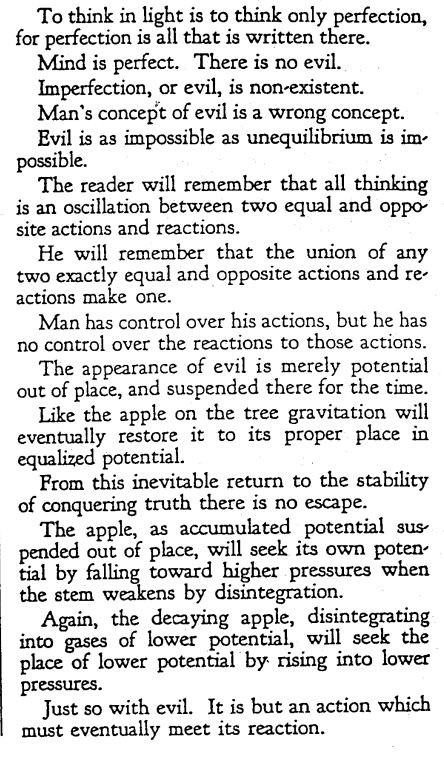 To think in light is to think only perfection,
for perfection is all that is written there.
Mind is perfect. There is no evil.
Imperfection, or evil, is non-existent.
Man's concept of evil is a wrong concept.
Evil is as impossible as unequilibrium is im-
possible.
The reader will remember that all thinking
is an oscillation between two equal and oppo-
site actions and reactions.
He will remember that the union of any
two exactly equal and opposite actions and re-
actions make one.
Man has control over his actions, but he has
no control over the reactions to those actions.
The appearance of evil is merely potential
out of place, and suspended there for the time.
Like the apple on the tree gravitation will
eventually restore it to its proper place in
equalized potential.
From this inevitable return to the stability
of conquering truth there is no escape.
The apple, as accumulated potential sus-
pended out of place, will seek its own poten-
tial by falling toward higher pressures when
the stem weakens by disintegration.
Again, the decaying apple, disintegrating
into gases of lower potential, will seek the
place of lower potential by rising into lower
pressures.
Just so with evil. It is but an action which
must eventually meet its reaction.